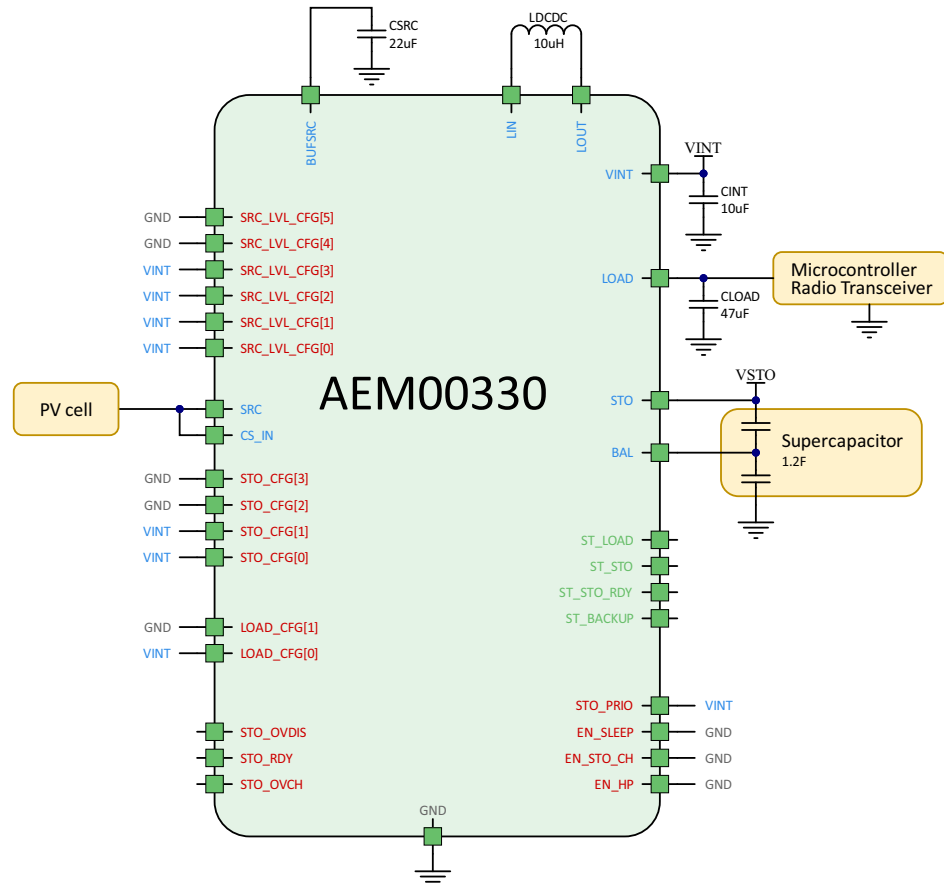 CSRC
22uF
LDCDC
10uH
BUFSRC
LIN
LOUT
VINT
VINT
CINT
10uF
GND
SRC_LVL_CFG[5]
GND
SRC_LVL_CFG[4]
VINT
SRC_LVL_CFG[3]
VINT
SRC_LVL_CFG[2]
VINT
SRC_LVL_CFG[1]
VINT
SRC_LVL_CFG[0]
LOAD
CLOAD
47uF
Microcontroller
Radio Transceiver
AEM00330
PV cell
SRC
CS_IN
STO
VSTO
BAL
Supercapacitor
1.2F
GND
STO_CFG[3]
GND
STO_CFG[2]
VINT
STO_CFG[1]
VINT
STO_CFG[0]
ST_LOAD
ST_STO
ST_STO_RDY
ST_BACKUP
GND
LOAD_CFG[1]
VINT
LOAD_CFG[0]
STO_OVDIS
STO_RDY
STO_OVCH
STO_PRIO
VINT
EN_SLEEP
GND
EN_STO_CH
GND
EN_HP
GND
GND